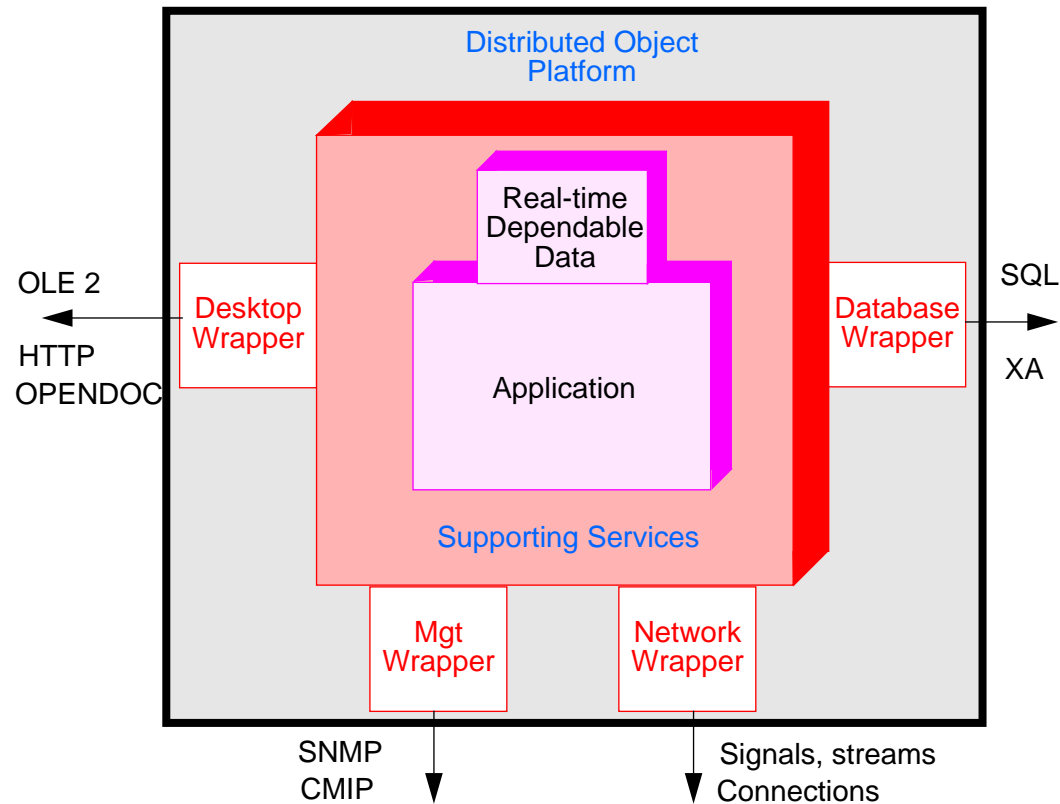 Distributed Object
Platform
Real-time
Dependable
Data
OLE 2
HTTP
OPENDOC
Desktop
Wrapper
Application
Database
Wrapper
SQL
XA
Supporting Services
Mgt
Wrapper
Network
Wrapper
SNMP
CMIP
Signals, streams
Connections